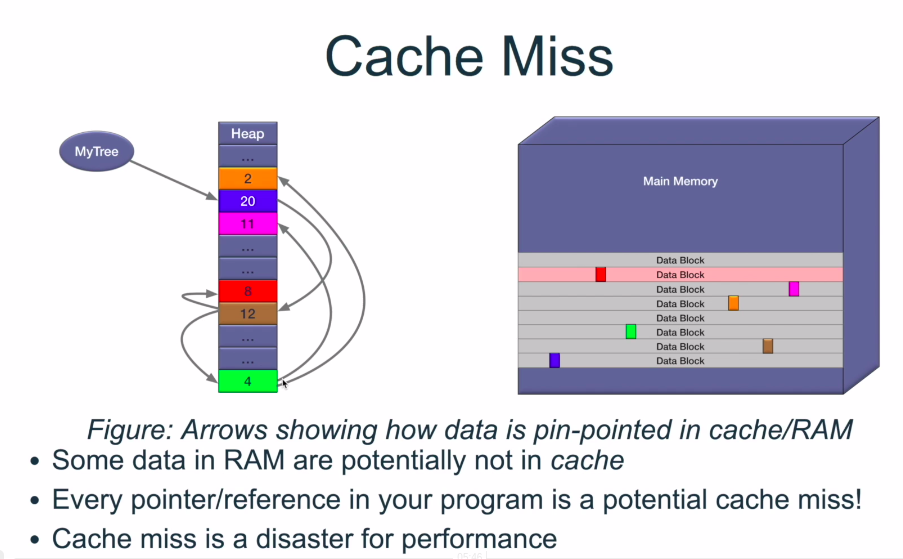 Cache Miss
MyTree
Heap
...
2
20
11
...
...
8
12
...
...
4
Main Memory
Data Block
Data Block
Data Block
Data Block
Data Block
Data Block
Data Block
Data Block
Figure: Arrows showing how data is pin-pointed in cache/RAM
• Some data in RAM are potentially not in cache
• Every pointer/reference in your program is a potential cache miss!
• Cache miss is a disaster for performance